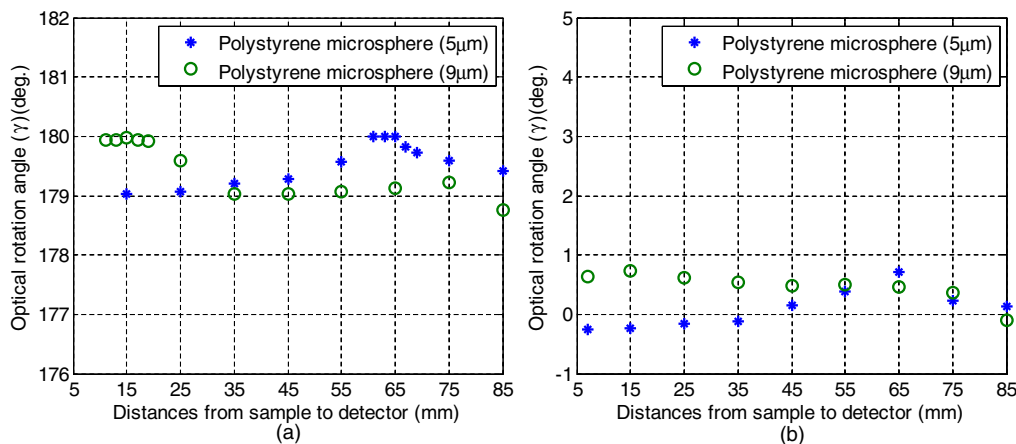 182
181
180
179
178
177
176
Optical rotation angle (γ)(deg.)
Polystyrene microsphere (5μm)
Polystyrene microsphere (9μm)
5 15 25 35 45 55 65 75 85
Distances from sample to detector (mm)
(a)
5
4
3
2
1
0
-1
Optical rotation angle (γ)(deg.)
Polystyrene microsphere (5μm)
Polystyrene microsphere (9μm)
5 15 25 35 45 55 65 75 85
Distances from sample to detector (mm)
(b)